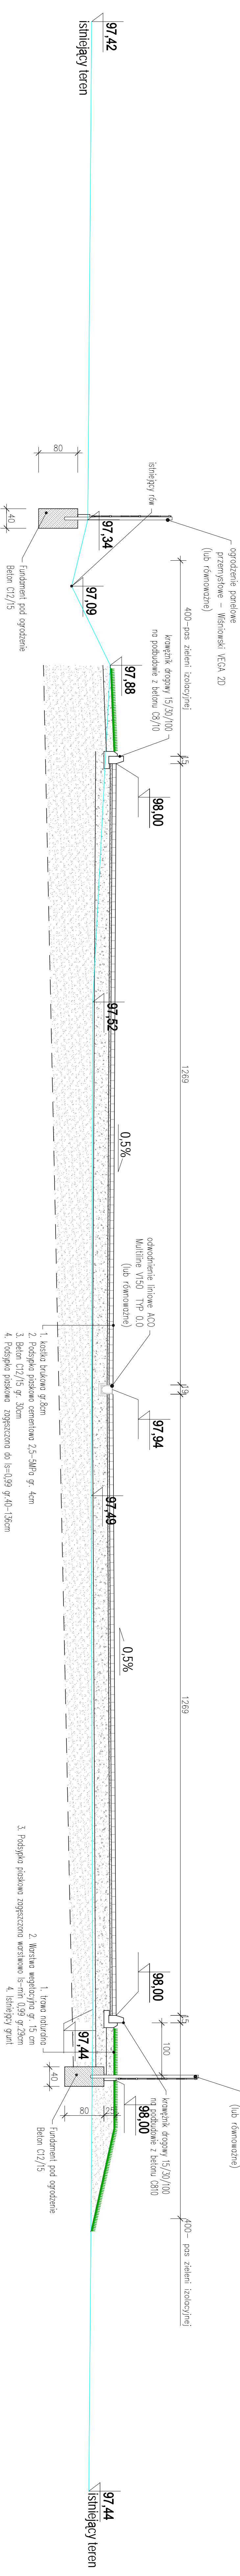 97,42
istniejący teren
80
40
97,34
Fundament pod ogrodzenie
Beton C12/15
ogrodzenie panelowe
przemysłowe – Wiśniowski VEGA 2D
(lub równoważne)
istniejący rów
97,09
400-pas zieleni izolacyjnej
97,88
krawężnik drogowy 15/30/100
na podbudowie z betonu C8/10
15
98,00
97,52
1269
0,5%
odwodnienie liniowe ACO
Multiline V150 TYP 0.0
(lub równoważne)
19
97,94
1. kostka brukowa gr.8cm
2. Podsypka piaskowo cementowa 2,5-5MPa gr. 4cm
3. Beton C12/15 gr. 30cm
4. Podsypka piaskowa zagęszczona do Is=0,99 gr.40-136cm
97,49
0,5%
1269
98,00
15
100
krawężnik drogowy 15/30/100
na podbudowie z betonu C810
1. trawa naturalna
2. Warstwa wegetacyjna gr. 15 cm
3. Podsypka piaskowa zagęszczona warstwowo Is-min 0,99 gr.29cm
4. Istniejący grunt
97,44
40
80
25
98,00
Fundament pod ogrodzenie
Beton C12/15
(lub równoważne)
400- pas zieleni izolacyjnej
97,44
istniejący teren